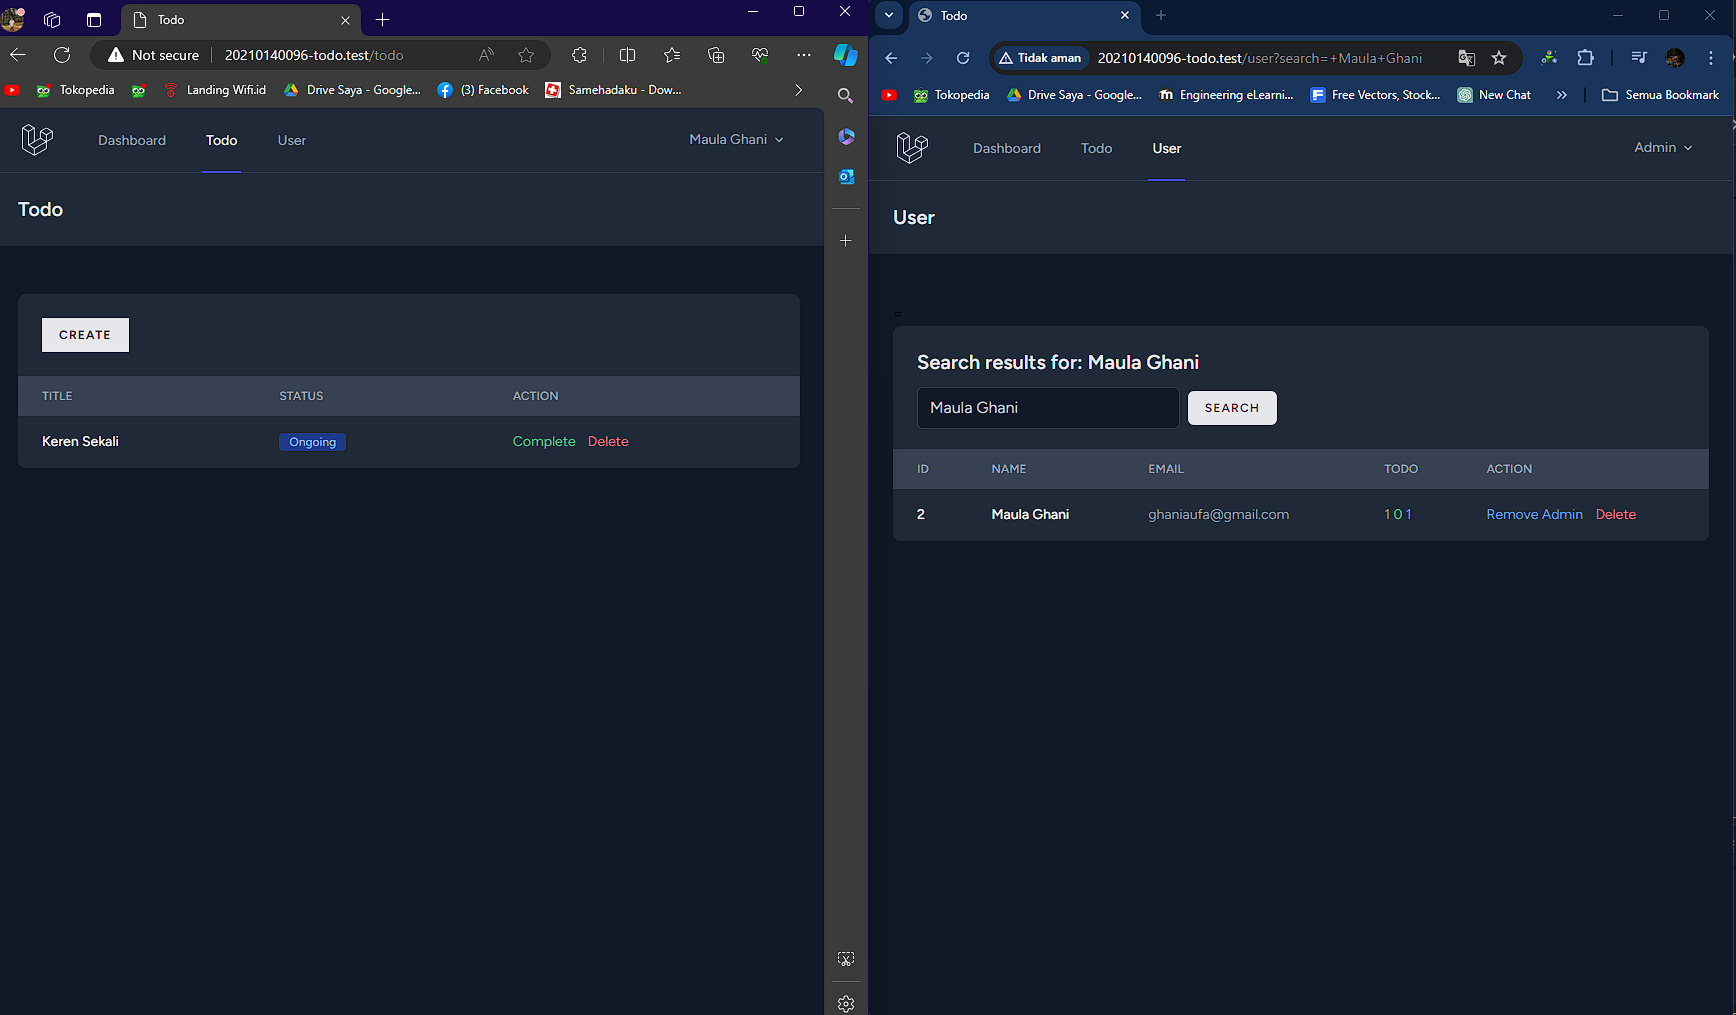 Todo
Not secure 20210140096-todo.test/todo
Tokopedia Landing Wifi.id Drive Saya - Google... (3) Facebook Samehadaku - Dow...
Dashboard Todo User Maula Ghani
Todo
CREATE
TITLE STATUS ACTION
Keren Sekali Ongoing Complete Delete
Todo
Tidak aman 20210140096-todo.test/user?search=+Maula+Ghani
Tokopedia Drive Saya - Google... Engineering eLearni... Free Vectors, Stock... New Chat » Semua Bookmark
Dashboard Todo User Admin
User
=
Search results for: Maula Ghani
Maula Ghani SEARCH
ID NAME EMAIL TODO ACTION
2 Maula Ghani ghaniaufa@gmail.com 1 0 1 Remove Admin Delete